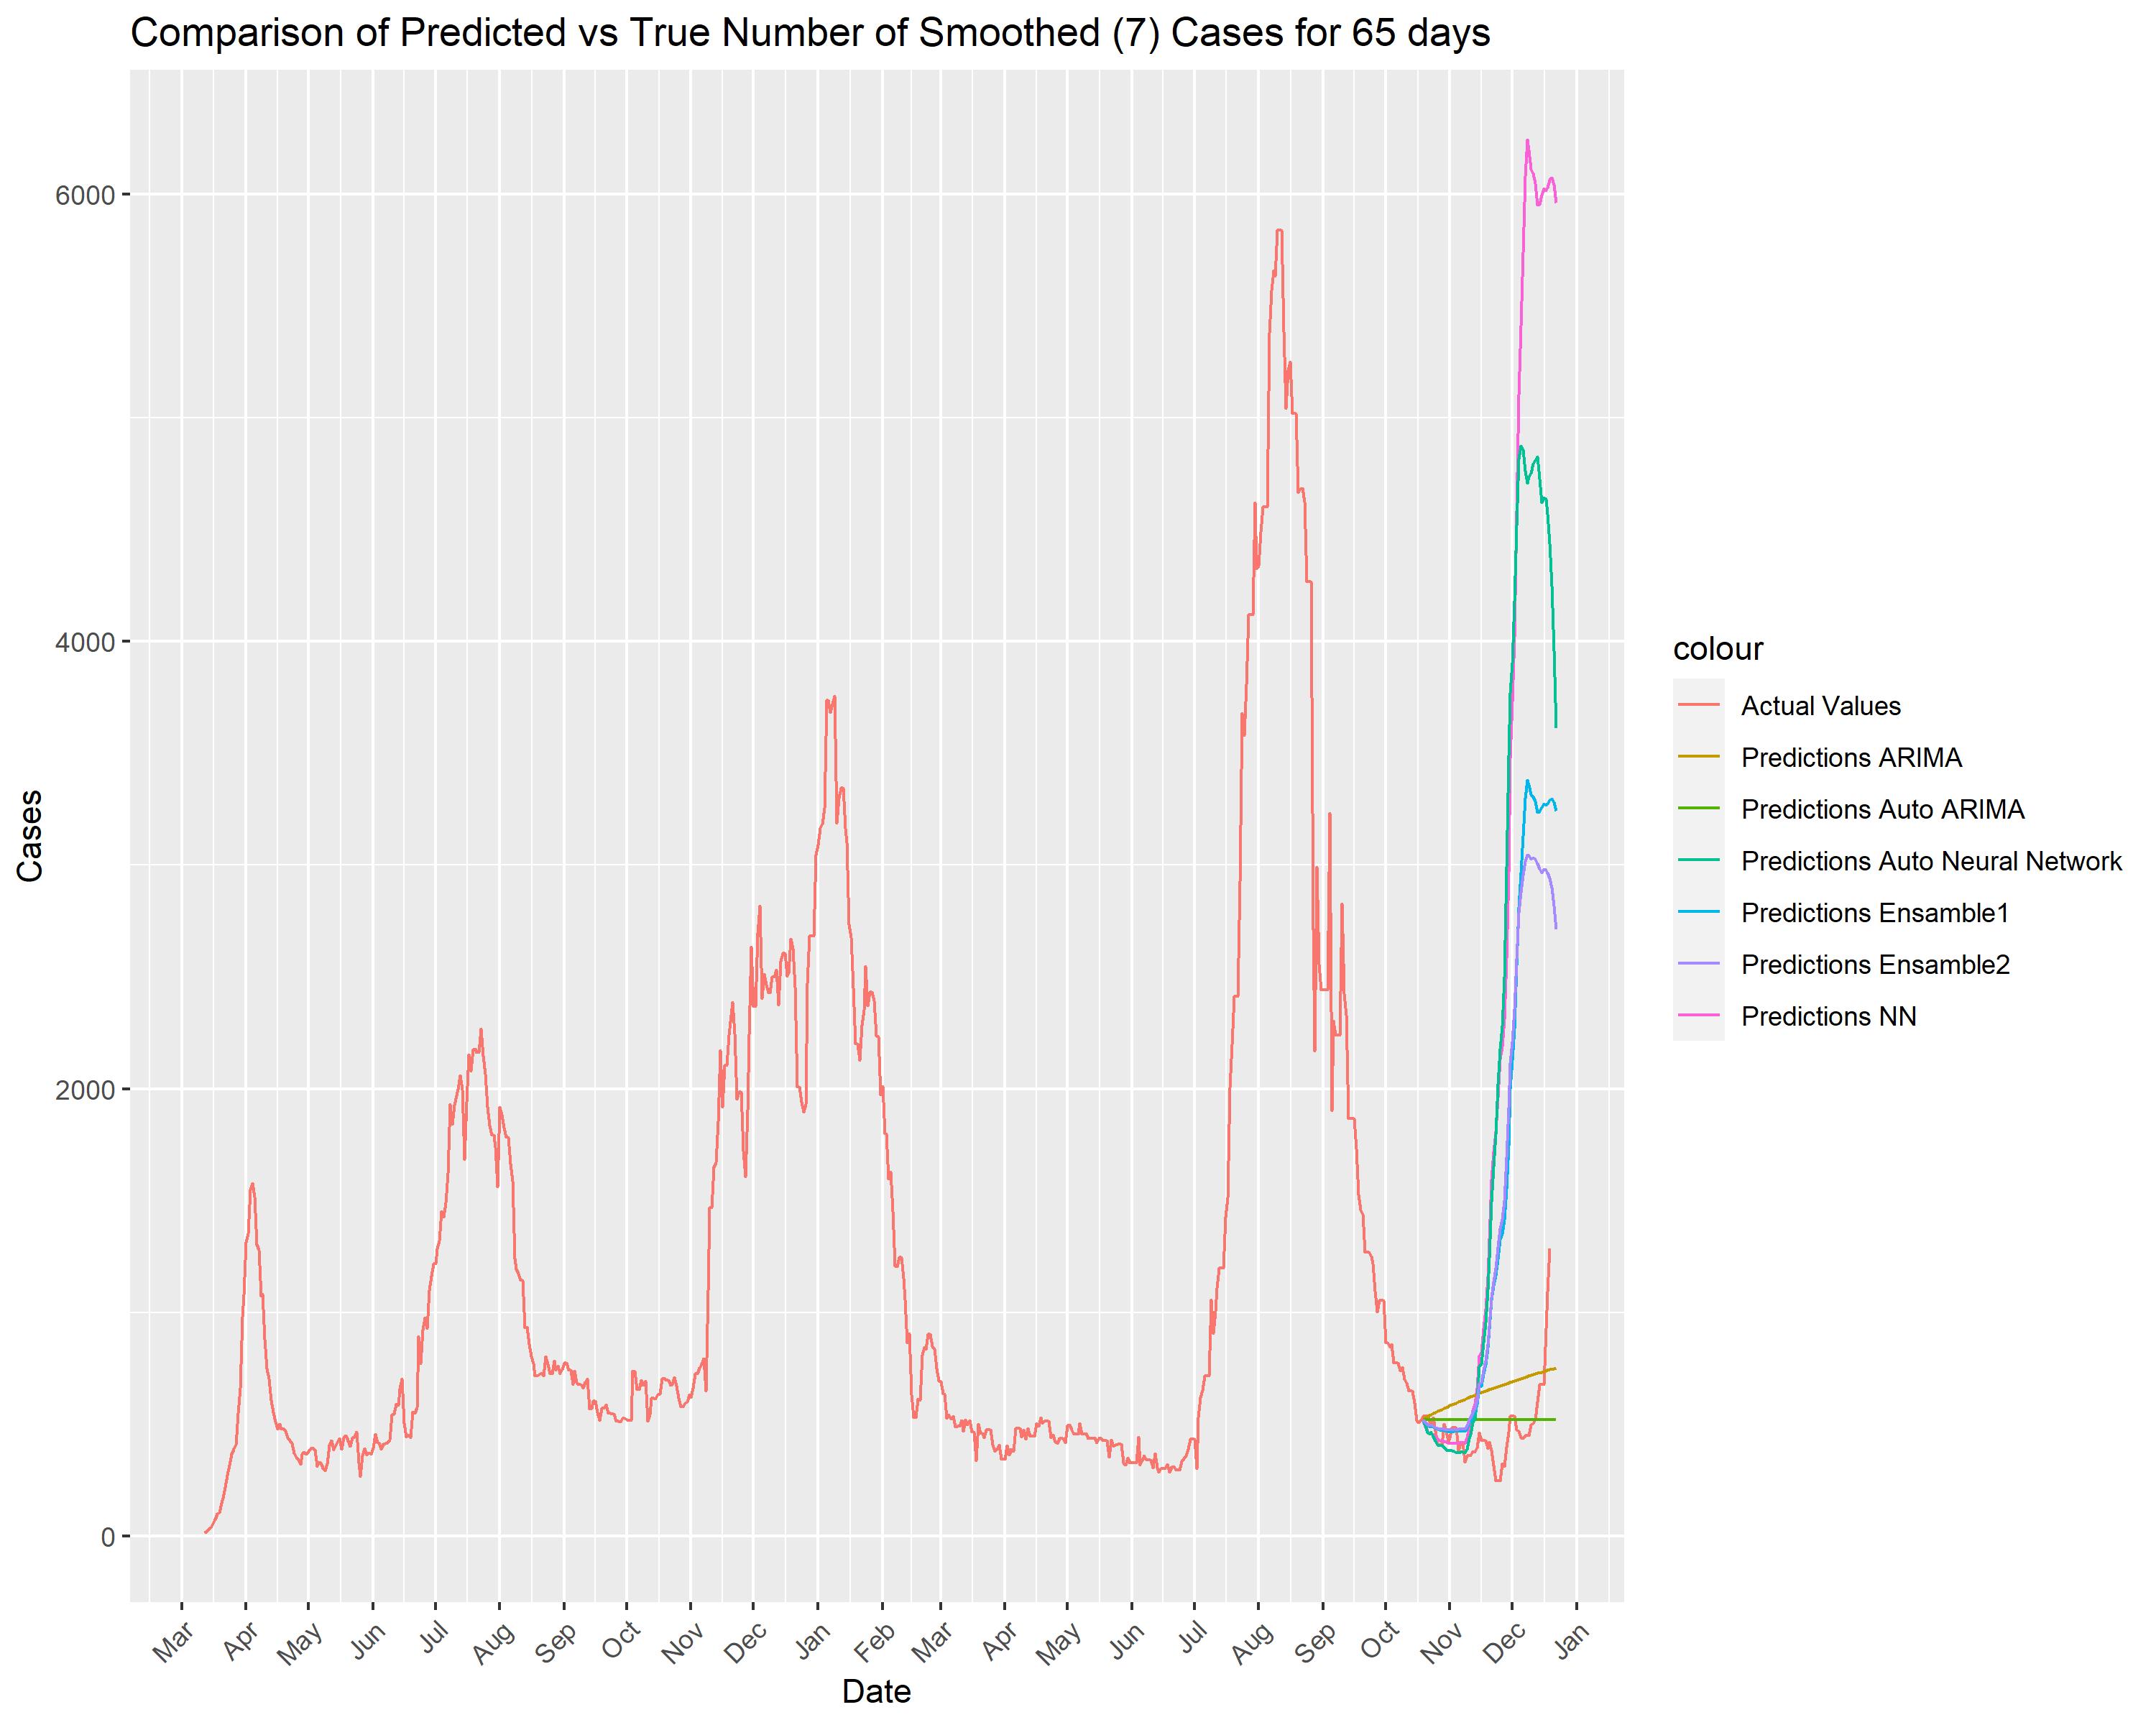 Comparison of Predicted vs True Number of Smoothed (7) Cases for 65 days
Cases
6000
4000
2000
0
Mar
Apr
May
Jun
Jul
Aug
Sep
Oct
Nov
Dec
Jan
Feb
Mar
Apr
May
Jun
Jul
Aug
Sep
Oct
Nov
Dec
Jan
Date
colour
Actual Values
Predictions ARIMA
Predictions Auto ARIMA
Predictions Auto Neural Network
Predictions Ensamble1
Predictions Ensamble2
Predictions NN